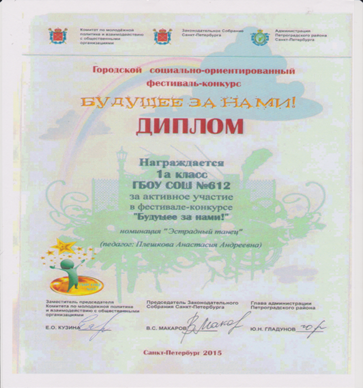 Комитет по молодёжной
политике и взаимодействию
с общественными
организациями
Законодательное Собрание
Санкт-Петербурга
Администрация
Петроградского района
Санкт-Петербурга
Городской социально-ориентированный
фестиваль-конкурс
БУДУЩЕЕ ЗА НАМИ!
ДИПЛОМ
Награждается
1а класс
ГБОУ СОШ №612
за активное участие
в фестивале-конкурсе
"Будущее за нами!"
номинация "Эстрадный танец"
(педагог: Плешкова Анастасия Андреевна)
Заместитель председателя
Комитета по молодёжной политике
и взаимодействию с общественными
организациями
Е.О. КУЗИНА
Председатель Законодательного
Собрания Санкт-Петербурга
В.С. МАКАРОВ
Глава администрации
Петроградского района
Ю.Н. ГЛАДУНОВ
Санкт-Петербург 2015